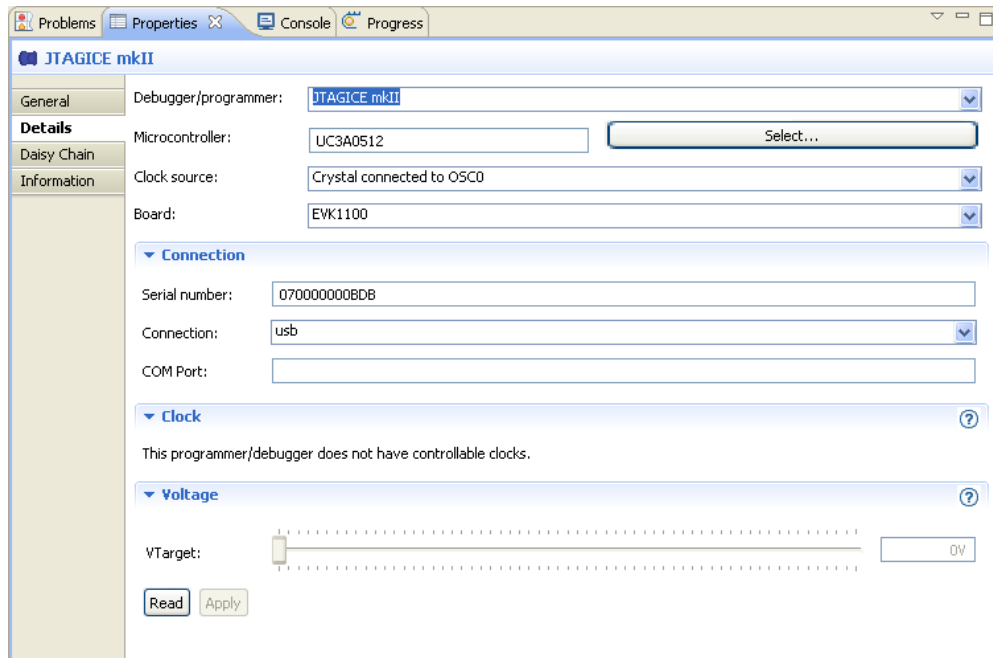 Problems Properties Console Progress
JTAGICE mkII
General
Details
Daisy Chain
Information
Debugger/programmer: JTAGICE mkII
Microcontroller: UC3A0512 Select...
Clock source: Crystal connected to OSC0
Board: EVK1100
Connection
Serial number: 070000000BDB
Connection: usb
COM Port:
Clock
This programmer/debugger does not have controllable clocks.
Voltage
VTarget: 0V
Read Apply